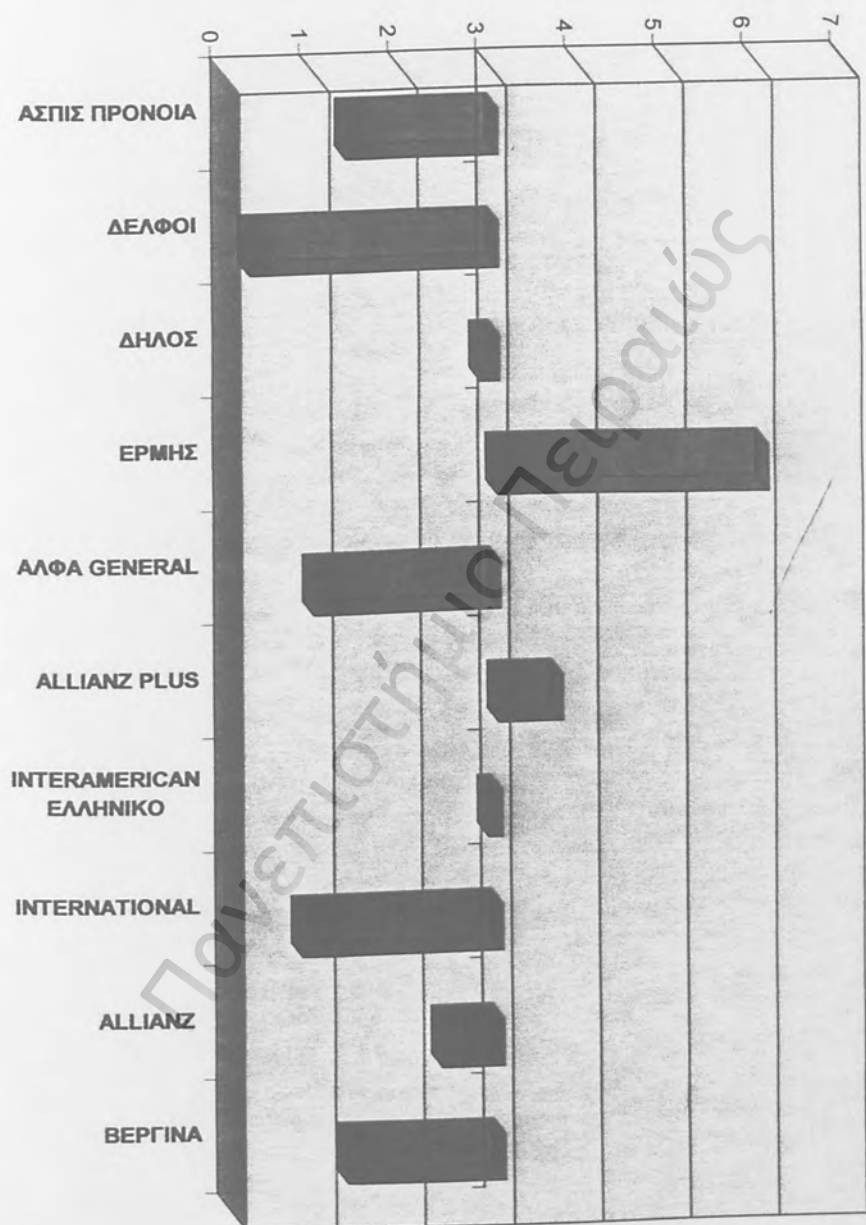 0 1 2 3 4 5 6 7
ΑΣΠΙΣ ΠΡΟΝΟΙΑ
ΔΕΛΦΟΙ
ΔΗΛΟΣ
ΕΡΜΗΣ
ΑΛΦΑ GENERAL
ALLIANZ PLUS
INTERAMERICAN
ΕΛΛΗΝΙΚΟ
INTERNATIONAL
ALLIANZ
ΒΕΡΓΙΝΑ
Πανεπιστήμιο Πειραιώς